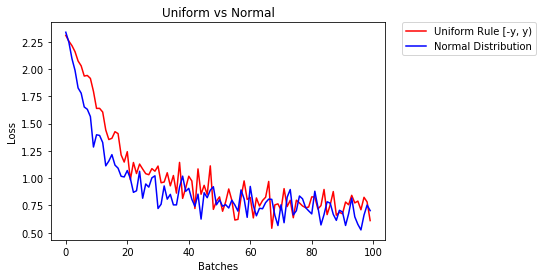 Uniform vs Normal
Uniform Rule [-y, y)
Normal Distribution
Loss
2.25
2.00
1.75
1.50
1.25
1.00
0.75
0.50
0 20 40 60 80 100
Batches